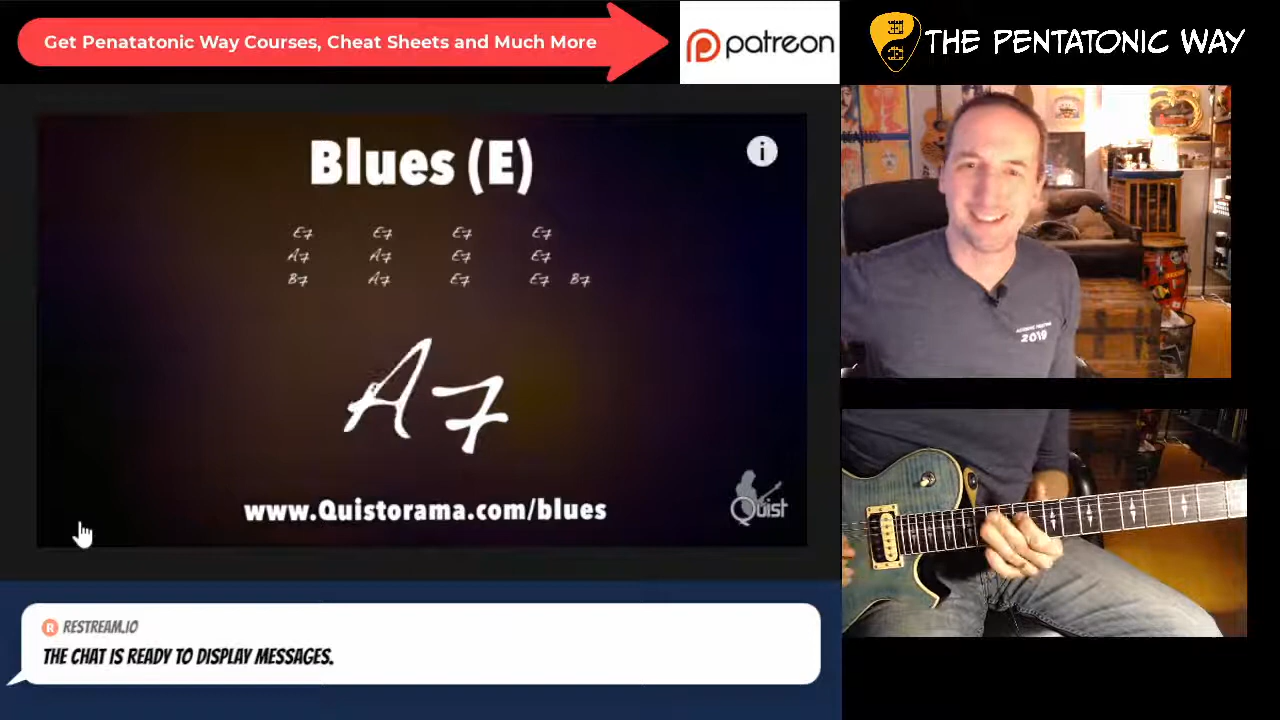 Get Penatatonic Way Courses, Cheat Sheets and Much More
patreon
THE PENTATONIC WAY
Blues (E)
i
E7 E7 E7 E7
A7 A7 E7 E7
B7 A7 E7 E7 B7
A7
www.Quistorama.com/blues
Quist
2019
R RESTREAM.IO
THE CHAT IS READY TO DISPLAY MESSAGES.